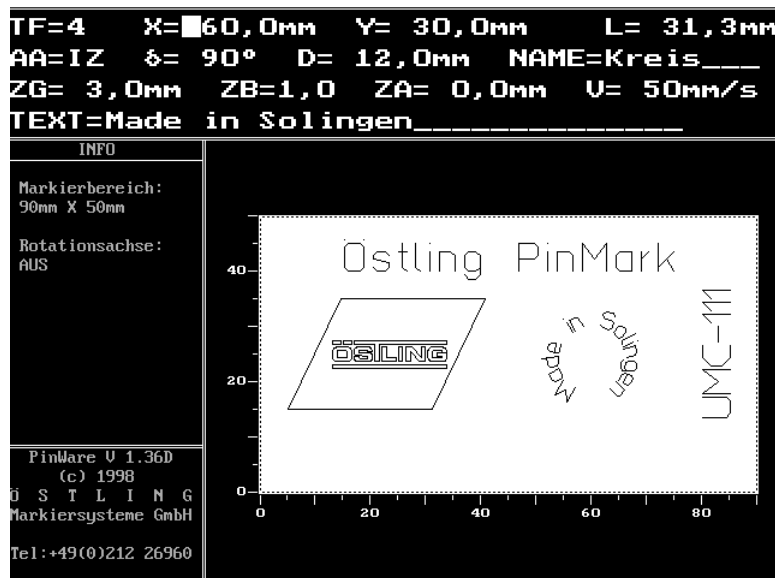 TF=4 X= 60,0mm Y= 30,0mm L= 31,3mm
AA=IZ δ= 90° D= 12,0mm NAME=Kreis___
ZG= 3,0mm ZB=1,0 ZA= 0,0mm V= 50mm/s
TEXT=Made in Solingen_______________
INFO
Markierbereich:
90mm X 50mm
Rotationsachse:
AUS
PinWare V 1.36D
(c) 1998
Ö S T L I N G
Markiersysteme GmbH
Tel:+49(0)212 26960
Östling PinMark
ÖSTLING
Made in Solingen
UMC-111
40
20
0
0 20 40 60 80